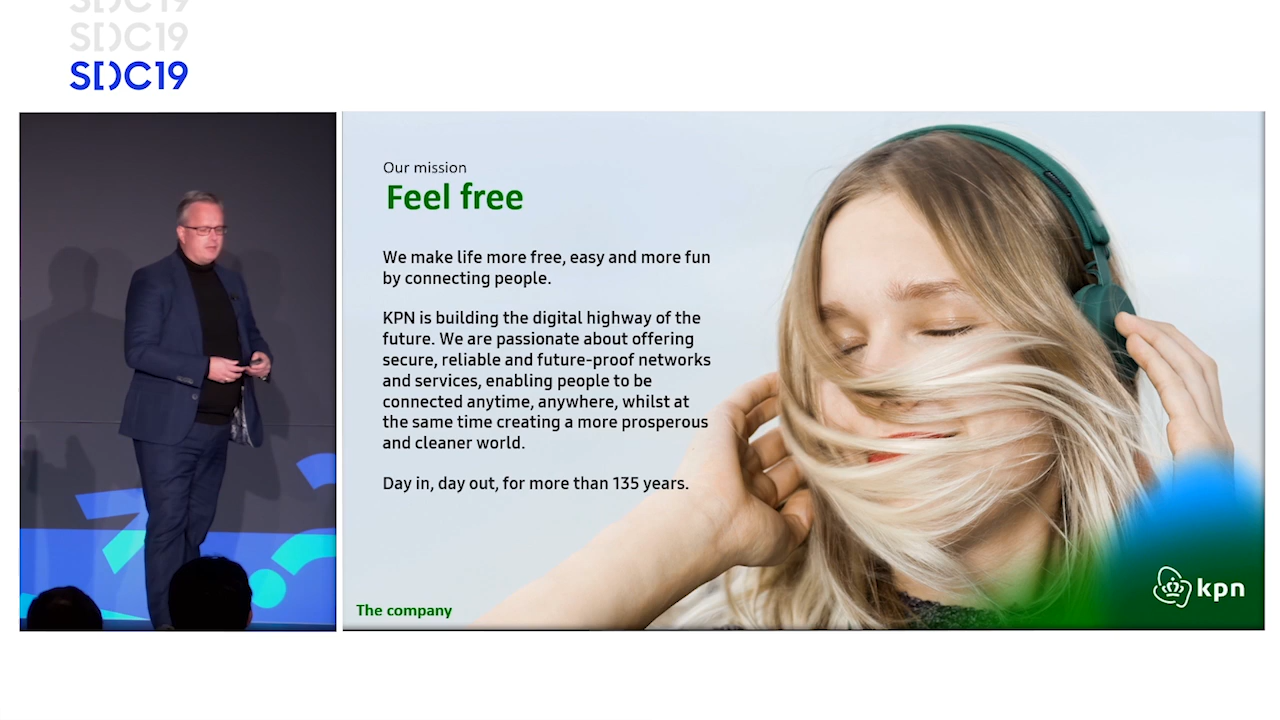 SDC19
SDC19
SDC19
Our mission
Feel free
We make life more free, easy and more fun
by connecting people.
KPN is building the digital highway of the
future. We are passionate about offering
secure, reliable and future-proof networks
and services, enabling people to be
connected anytime, anywhere, whilst at
the same time creating a more prosperous
and cleaner world.
Day in, day out, for more than 135 years.
The company
kpn